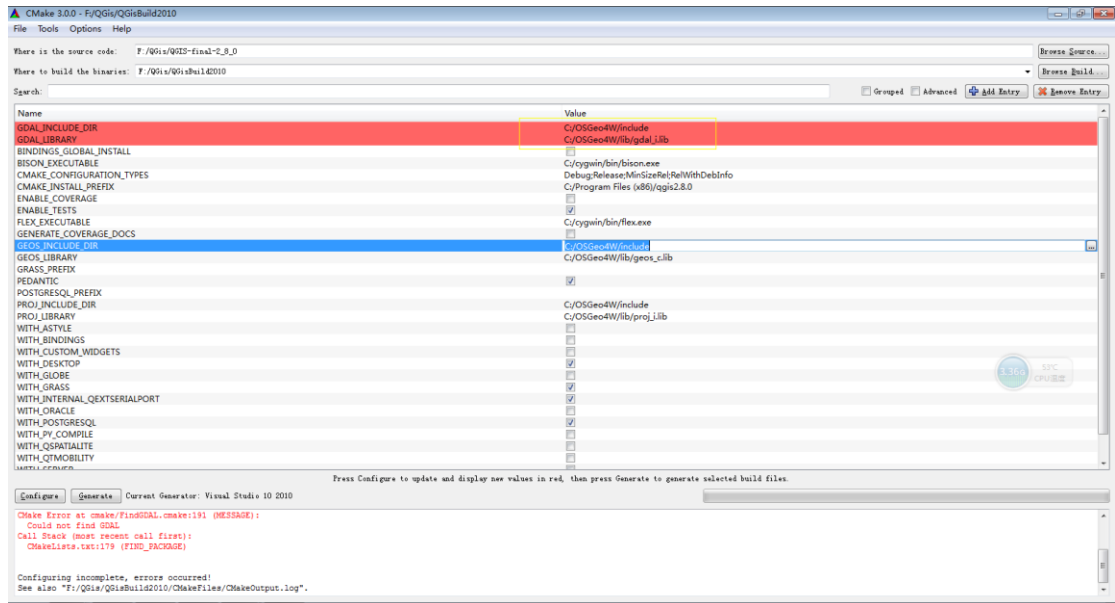 CMake 3.0.0 - F:/QGis/QGisBuild2010
File Tools Options Help
Where is the source code: F:/QGis/QGIS-final-2_8_0 Browse Source...
Where to build the binaries: F:/QGis/QGisBuild2010 Browse Build...
Search: Grouped Advanced Add Entry Remove Entry
Name Value
GDAL_INCLUDE_DIR C:/OSGeo4W/include
GDAL_LIBRARY C:/OSGeo4W/lib/gdal_i.lib
BINDINGS_GLOBAL_INSTALL
BISON_EXECUTABLE C:/cygwin/bin/bison.exe
CMAKE_CONFIGURATION_TYPES Debug;Release;MinSizeRel;RelWithDebInfo
CMAKE_INSTALL_PREFIX C:/Program Files (x86)/qgis2.8.0
ENABLE_COVERAGE
ENABLE_TESTS
FLEX_EXECUTABLE C:/cygwin/bin/flex.exe
GENERATE_COVERAGE_DOCS
GEOS_INCLUDE_DIR C:/OSGeo4W/include ...
GEOS_LIBRARY C:/OSGeo4W/lib/geos_c.lib
GRASS_PREFIX
PEDANTIC
POSTGRESQL_PREFIX
PROJ_INCLUDE_DIR C:/OSGeo4W/include
PROJ_LIBRARY C:/OSGeo4W/lib/proj_i.lib
WITH_ASTYLE
WITH_BINDINGS
WITH_CUSTOM_WIDGETS
WITH_DESKTOP
WITH_GLOBE
WITH_GRASS
WITH_INTERNAL_QEXTSERIALPORT
WITH_ORACLE
WITH_POSTGRESQL
WITH_PY_COMPILE
WITH_QSPATIALITE
WITH_QTMOBILITY
WITH_SERVER
Press Configure to update and display new values in red, then press Generate to generate selected build files.
Configure Generate Current Generator: Visual Studio 10 2010
CMake Error at cmake/FindGDAL.cmake:191 (MESSAGE):
Could not find GDAL
Call Stack (most recent call first):
CMakeLists.txt:179 (FIND_PACKAGE)
Configuring incomplete, errors occurred!
See also "F:/QGis/QGisBuild2010/CMakeFiles/CMakeOutput.log".